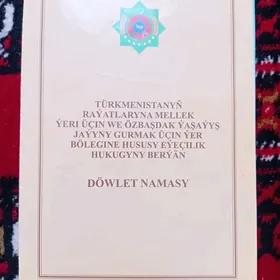 TÜRKMENISTANYŇ
RAÝATLARYNA MELLEK
ÝERI ÜÇIN WE ÖZBAŞDAK ÝAŞAÝYŞ
JAÝYNY GURMAK ÜÇIN ÝER
BÖLEGINE HUSUSY EÝEÇILIK
HUKUGYNY BERÝÄN
DÖWLET NAMASY